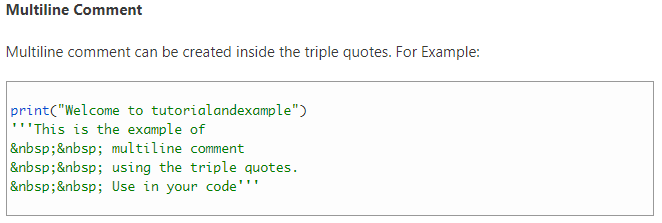 Multiline Comment
Multiline comment can be created inside the triple quotes. For Example:
print("Welcome to tutorialandexample")
'''This is the example of
&nbsp;&nbsp; multiline comment
&nbsp;&nbsp; using the triple quotes.
&nbsp;&nbsp; Use in your code'''